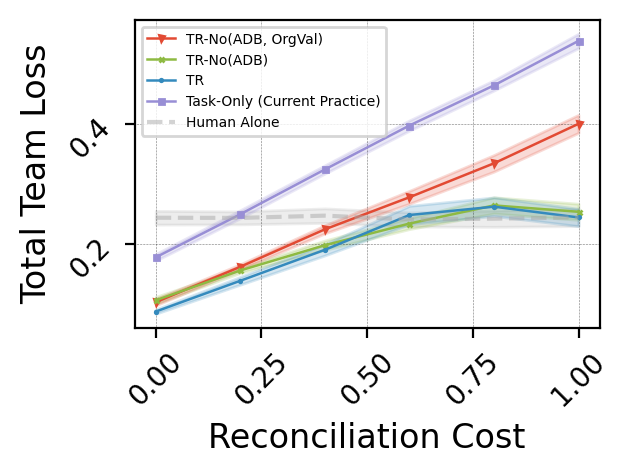 Total Team Loss
0.4
0.2
TR-No(ADB, OrgVal)
TR-No(ADB)
TR
Task-Only (Current Practice)
Human Alone
0.00
0.25
0.50
0.75
1.00
Reconciliation Cost